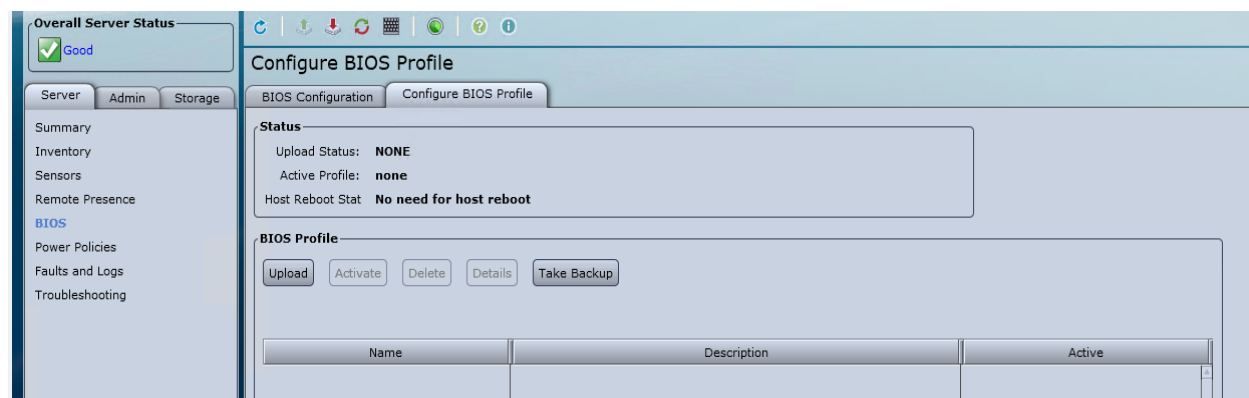 Overall Server Status
Good
Server Admin Storage
Summary
Inventory
Sensors
Remote Presence
BIOS
Power Policies
Faults and Logs
Troubleshooting
Configure BIOS Profile
BIOS Configuration Configure BIOS Profile
Status
Upload Status: NONE
Active Profile: none
Host Reboot Stat No need for host reboot
BIOS Profile
Upload Activate Delete Details Take Backup
Name Description Active